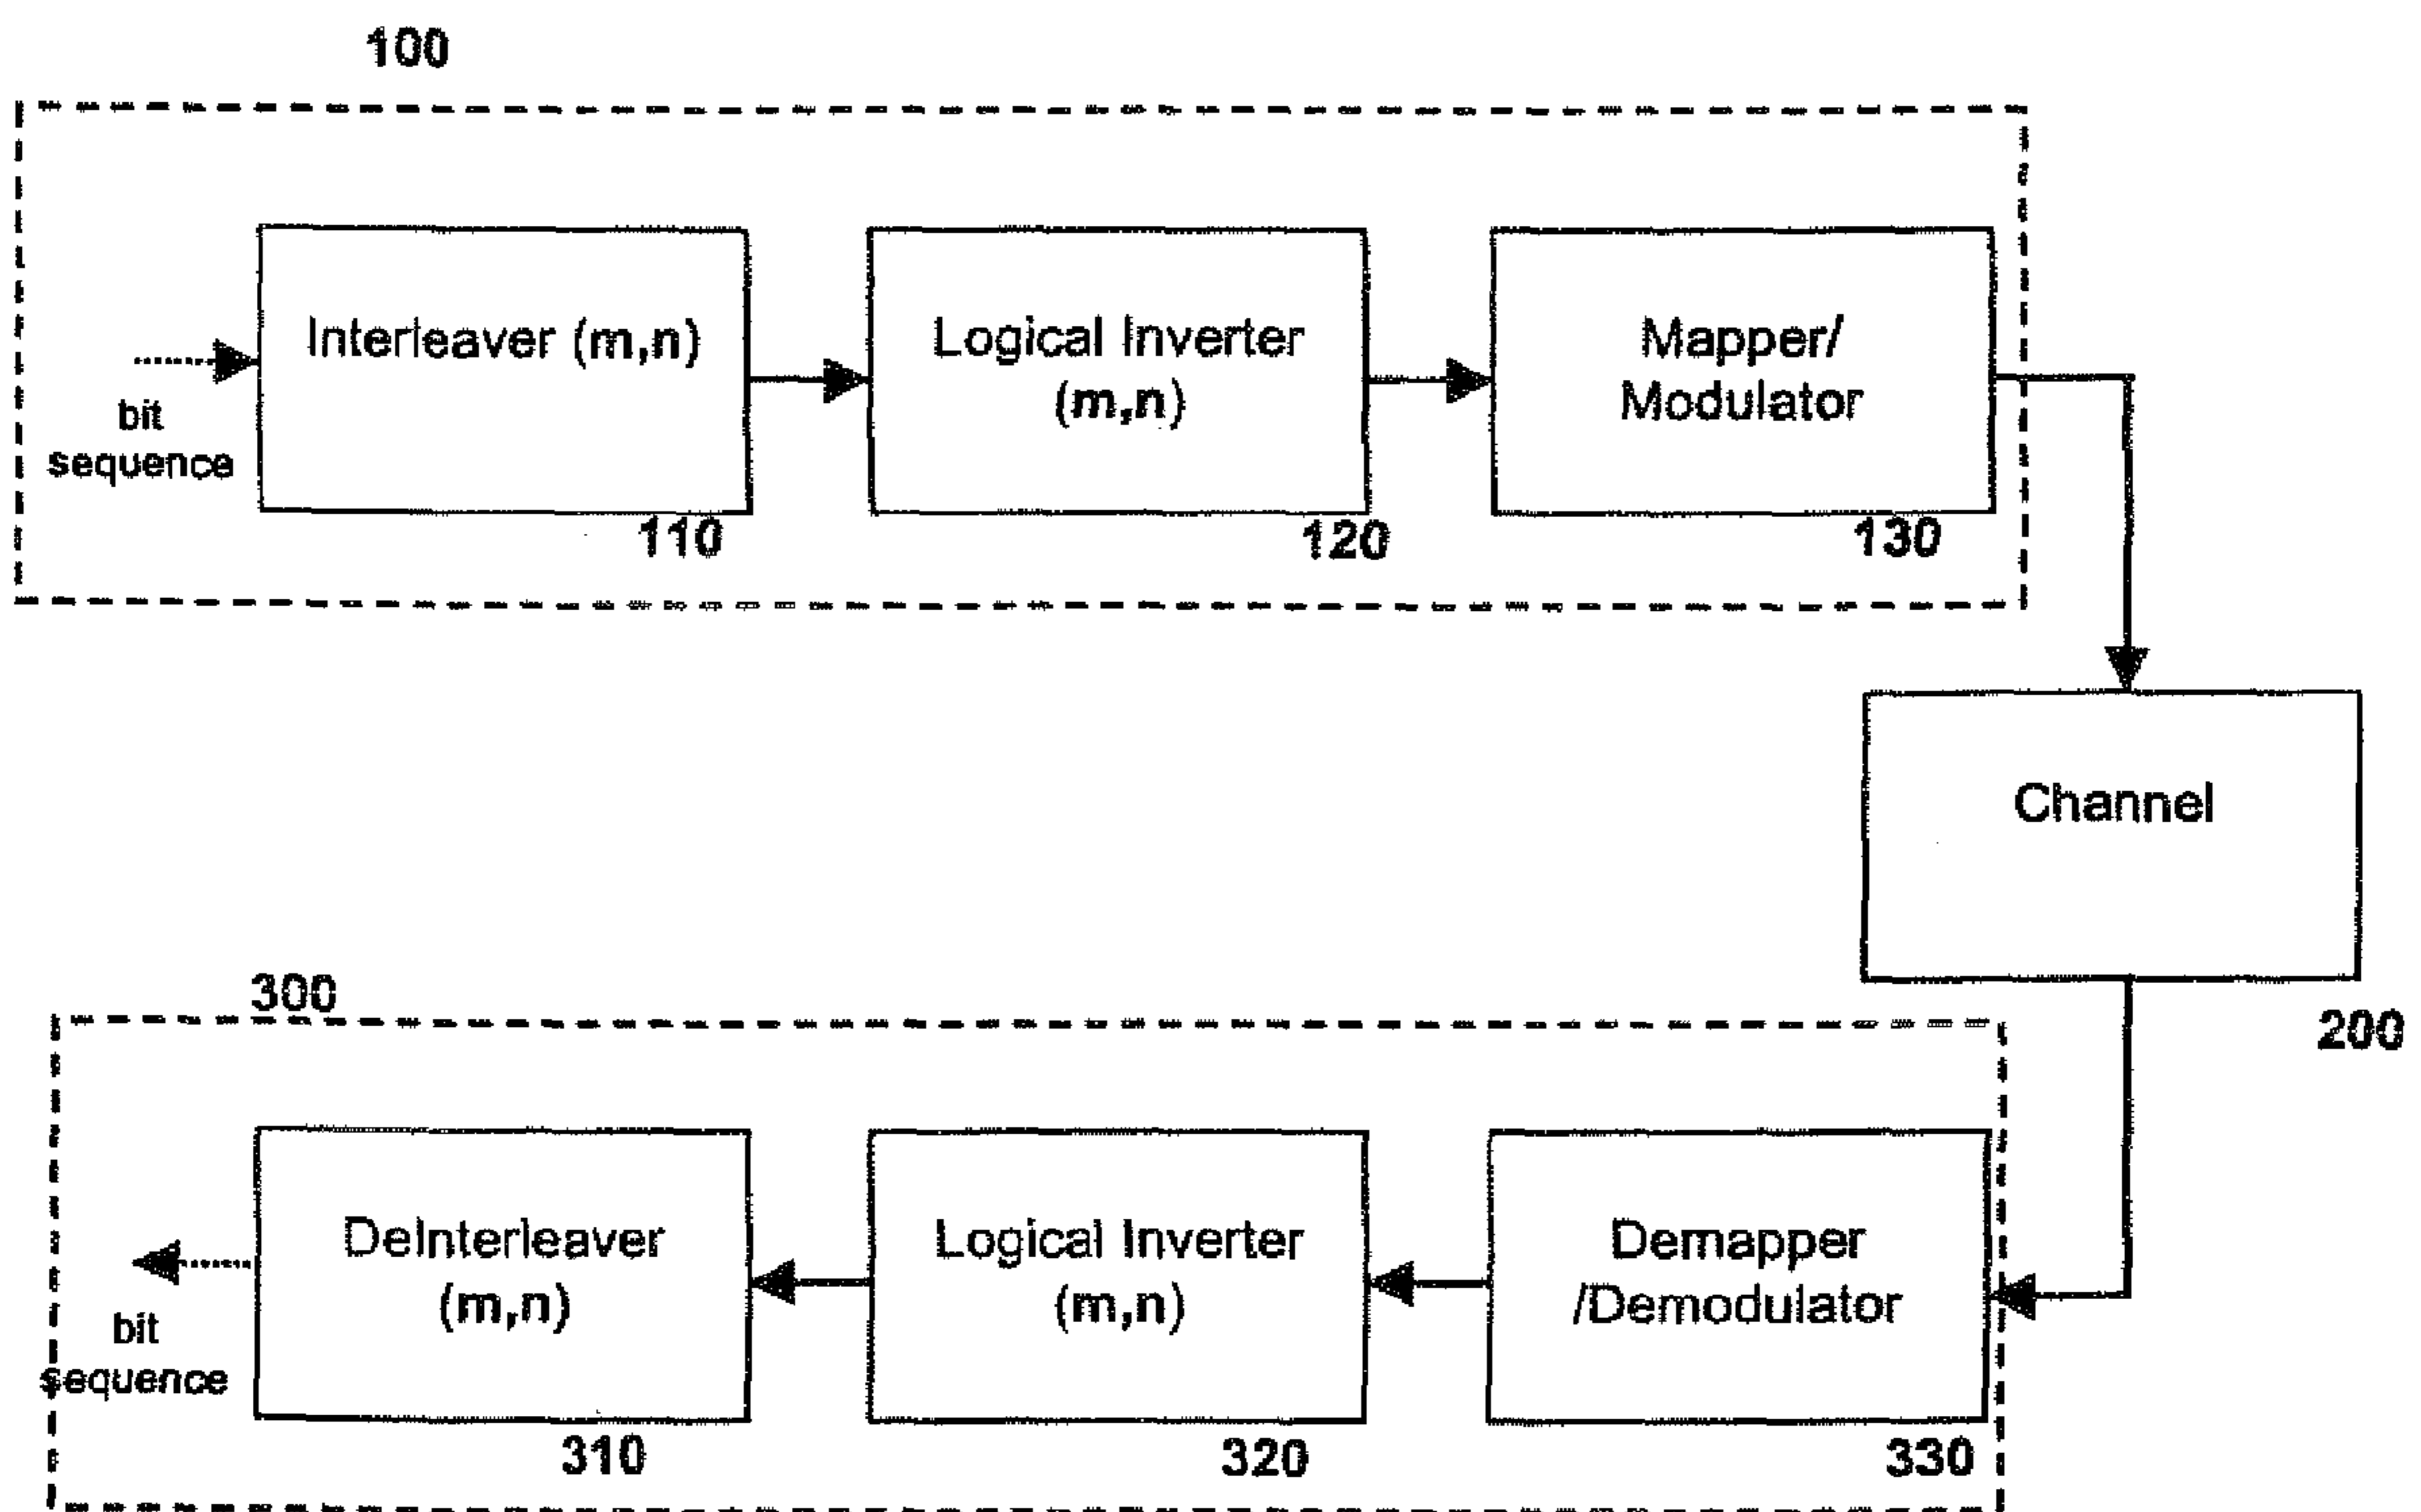 100
Interleaver (m,n)
Logical Inverter
(m,n)
Mapper/
Modulator
bit
sequence
110
120
130
Channel
200
300
DeInterleaver
(m,n)
Logical Inverter
(m,n)
Demapper
/Demodulator
bit
sequence
310
320
330